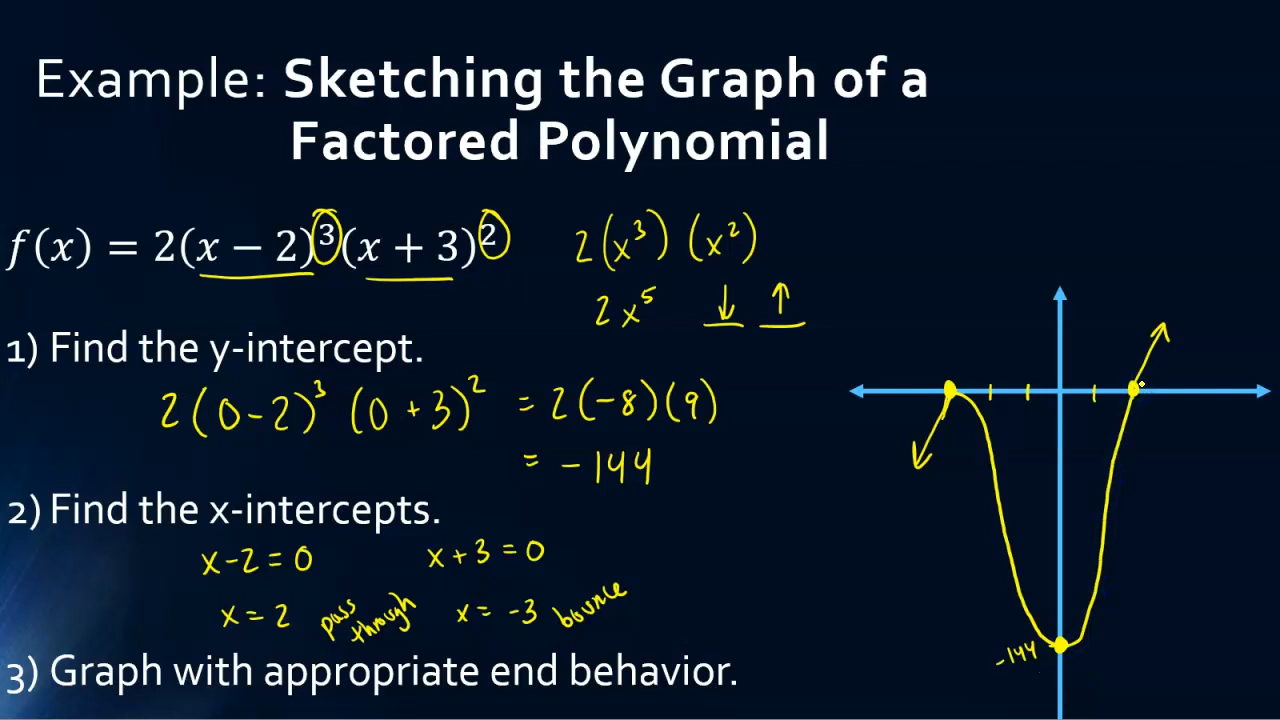 Example: Sketching the Graph of a
Factored Polynomial
f(x) = 2(x − 2)³(x + 3)²
2(x³) (x²)
2x⁵ ↓ ↑
1) Find the y-intercept.
2(0-2)³ (0+3)² = 2(-8)(9)
= -144
2) Find the x-intercepts.
x-2=0 x+3=0
x=2 pass through x=-3 bounce
3) Graph with appropriate end behavior.
-144